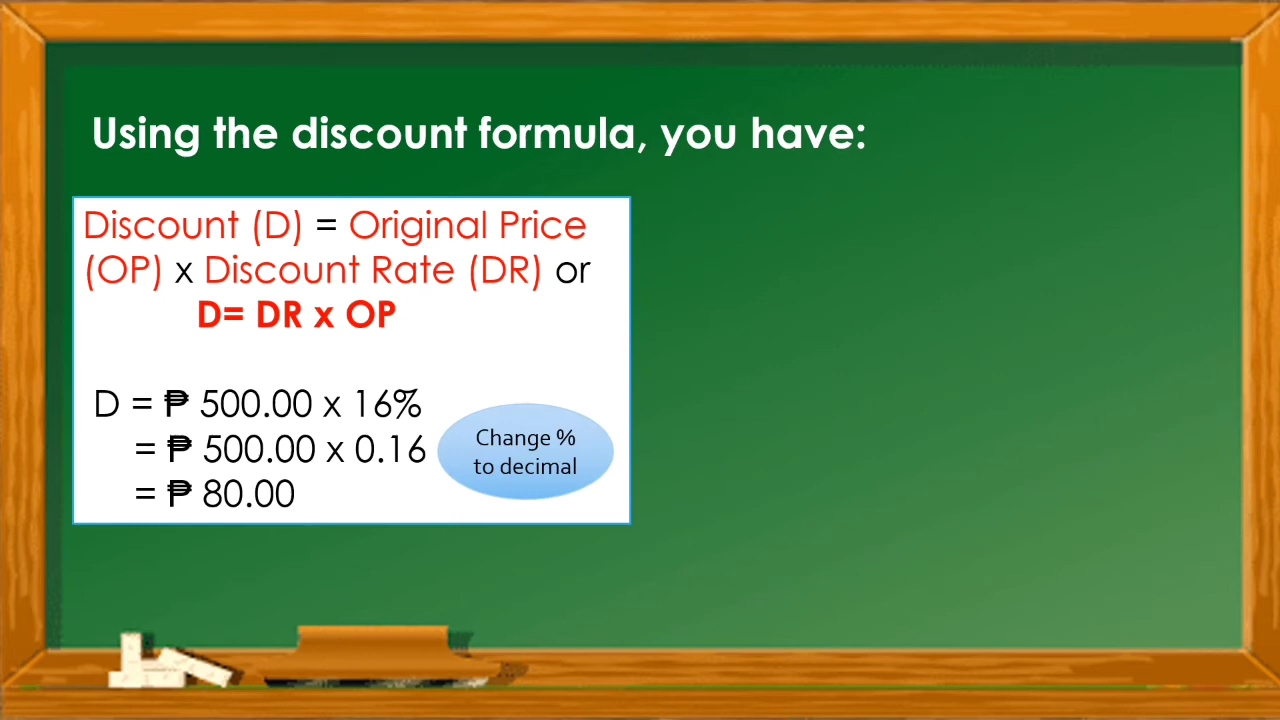 Using the discount formula, you have:
Discount (D) = Original Price
(OP) x Discount Rate (DR) or
D= DR x OP
D = ₱ 500.00 x 16%
= ₱ 500.00 x 0.16
= ₱ 80.00
Change %
to decimal